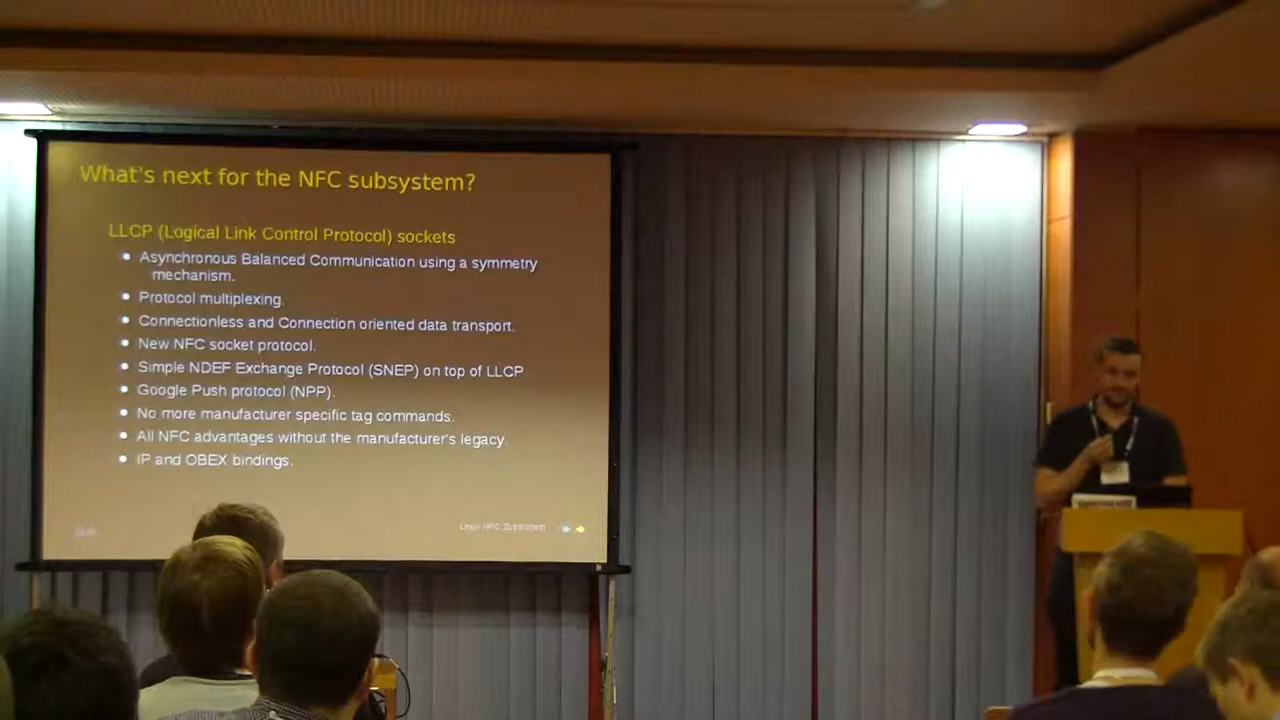 What's next for the NFC subsystem?
LLCP (Logical Link Control Protocol) sockets
Asynchronous Balanced Communication using a symmetry
mechanism.
Protocol multiplexing.
Connectionless and Connection oriented data transport.
New NFC socket protocol.
Simple NDEF Exchange Protocol (SNEP) on top of LLCP
Google Push protocol (NPP).
No more manufacturer specific tag commands.
All NFC advantages without the manufacturer's legacy.
IP and OBEX bindings.
Linux NFC Subsystem